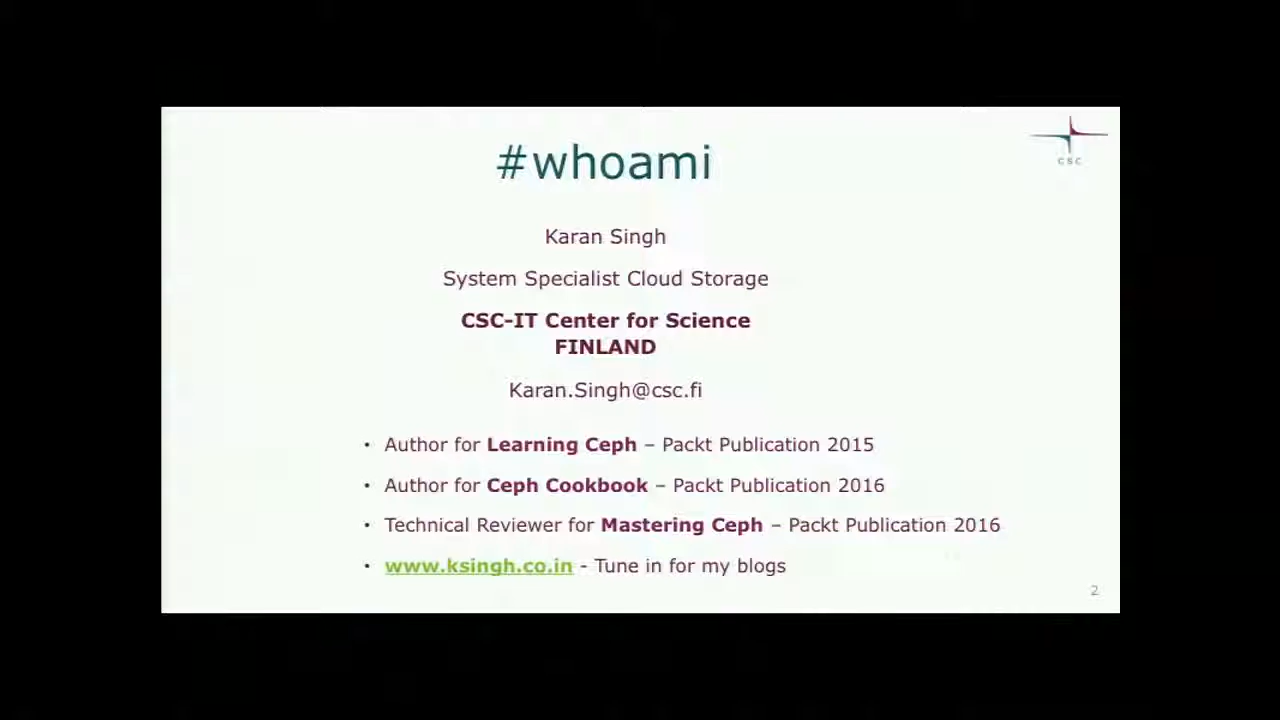 #whoami
CSC
Karan Singh
System Specialist Cloud Storage
CSC-IT Center for Science
FINLAND
Karan.Singh@csc.fi
• Author for Learning Ceph – Packt Publication 2015
• Author for Ceph Cookbook – Packt Publication 2016
• Technical Reviewer for Mastering Ceph – Packt Publication 2016
• www.ksingh.co.in - Tune in for my blogs
2